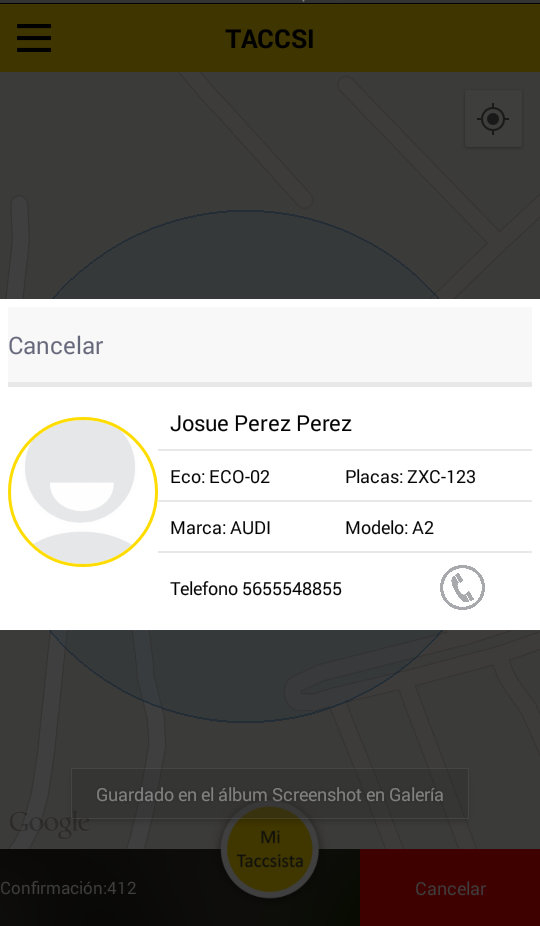 TACCSI
Cancelar
Josue Perez Perez
Eco: ECO-02 Placas: ZXC-123
Marca: AUDI Modelo: A2
Telefono 5655548855
Guardado en el álbum Screenshot en Galería
Google
Mi
Taccsista
Confirmación:412
Cancelar